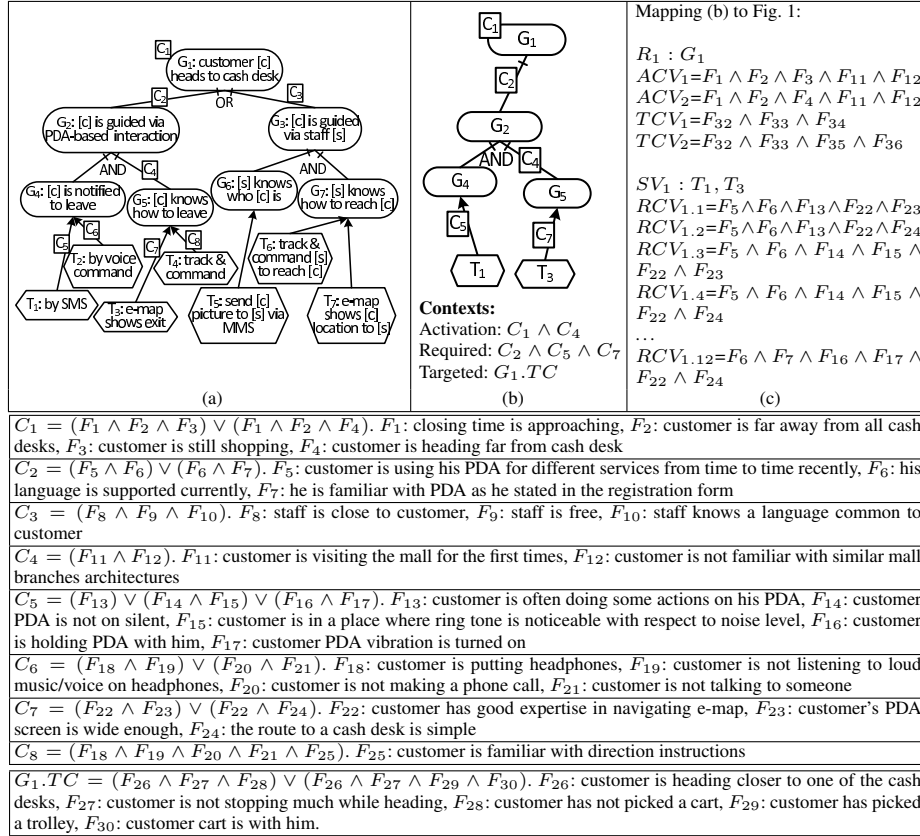 C1
G1: customer [c]
heads to cash desk
C2
OR
C3
G2: [c] is guided via
PDA-based interaction
G3: [c] is guided
via staff [s]
AND
C4
AND
G4: [c] is notified
to leave
G5: [c] knows
how to leave
G6: [s] knows
who [c] is
G7: [s] knows
how to reach [c]
C5
C6
C7
C8
T2: by voice
command
T4: track &
command
T6: track &
command [s]
to reach [c]
T1: by SMS
T3: e-map
shows exit
T5: send [c]
picture to [s] via
MMS
T7: e-map
shows [c]
location to [s]
(a)
C1
G1
C2
G2
AND
C4
G4
G5
C5
C7
T1
T3
Contexts:
Activation: C1 ∧ C4
Required: C2 ∧ C5 ∧ C7
Targeted: G1.TC
(b)
Mapping (b) to Fig. 1:
R1 : G1
ACV1=F1 ∧ F2 ∧ F3 ∧ F11 ∧ F12
ACV2=F1 ∧ F2 ∧ F4 ∧ F11 ∧ F12
TCV1=F32 ∧ F33 ∧ F34
TCV2=F32 ∧ F33 ∧ F35 ∧ F36
SV1 : T1, T3
RCV1.1=F5∧F6∧F13∧F22∧F23
RCV1.2=F5∧F6∧F13∧F22∧F24
RCV1.3=F5 ∧ F6 ∧ F14 ∧ F15 ∧
F22 ∧ F23
RCV1.4=F5 ∧ F6 ∧ F14 ∧ F15 ∧
F22 ∧ F24
...
RCV1.12=F6 ∧ F7 ∧ F16 ∧ F17 ∧
F22 ∧ F24
(c)
C1 = (F1 ∧ F2 ∧ F3) ∨ (F1 ∧ F2 ∧ F4). F1: closing time is approaching, F2: customer is far away from all cash
desks, F3: customer is still shopping, F4: customer is heading far from cash desk
C2 = (F5 ∧ F6) ∨ (F6 ∧ F7). F5: customer is using his PDA for different services from time to time recently, F6: his
language is supported currently, F7: he is familiar with PDA as he stated in the registration form
C3 = (F8 ∧ F9 ∧ F10). F8: staff is close to customer, F9: staff is free, F10: staff knows a language common to
customer
C4 = (F11 ∧ F12). F11: customer is visiting the mall for the first times, F12: customer is not familiar with similar mall
branches architectures
C5 = (F13) ∨ (F14 ∧ F15) ∨ (F16 ∧ F17). F13: customer is often doing some actions on his PDA, F14: customer
PDA is not on silent, F15: customer is in a place where ring tone is noticeable with respect to noise level, F16: customer
is holding PDA with him, F17: customer PDA vibration is turned on
C6 = (F18 ∧ F19) ∨ (F20 ∧ F21). F18: customer is putting headphones, F19: customer is not listening to loud
music/voice on headphones, F20: customer is not making a phone call, F21: customer is not talking to someone
C7 = (F22 ∧ F23) ∨ (F22 ∧ F24). F22: customer has good expertise in navigating e-map, F23: customer's PDA
screen is wide enough, F24: the route to a cash desk is simple
C8 = (F18 ∧ F19 ∧ F20 ∧ F21 ∧ F25). F25: customer is familiar with direction instructions
G1.TC = (F26 ∧ F27 ∧ F28) ∨ (F26 ∧ F27 ∧ F29 ∧ F30). F26: customer is heading closer to one of the cash
desks, F27: customer is not stopping much while heading, F28: customer has not picked a cart, F29: customer has picked
a trolley, F30: customer cart is with him.